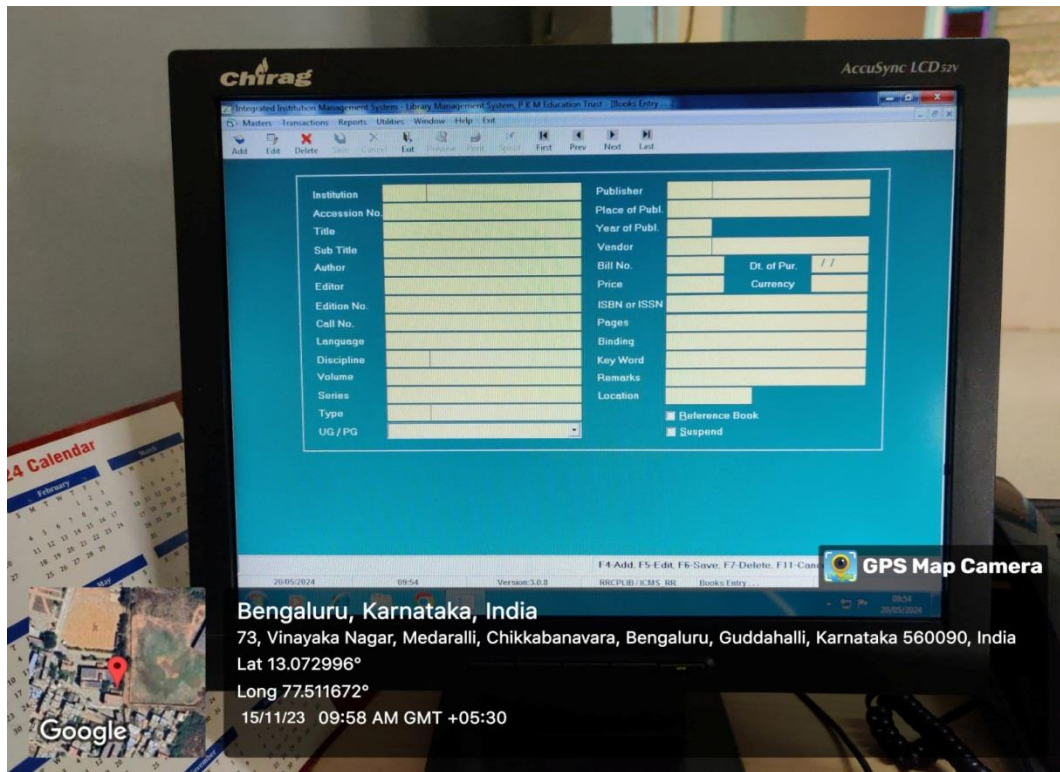 Chirag
AccuSync LCD 52V
Integrated Institution Management System - Library Management System, P K M Education Trust - [Books Entry ...
Masters Transactions Reports Utilities Window Help Exit
Add Edit Delete Save Cancel Exit Preview Print First Prev Next Last
Institution
Accession No.
Title
Sub Title
Author
Editor
Edition No.
Call No.
Language
Discipline
Volume
Series
Type
UG / PG
Publisher
Place of Publ.
Year of Publ.
Vendor
Bill No. Dt. of Pur. / /
Price Currency
ISBN or ISSN
Pages
Binding
Key Word
Remarks
Location
Reference Book
Suspend
F4-Add, F5-Edit, F6-Save, F7-Delete, F11-Canc
20/05/2024 09:54 Version:3.0.8 RRCPLIB / ICMS_RR Books Entry ...
09:54
20/05/2024
24 Calendar
February
March
May
GPS Map Camera
Bengaluru, Karnataka, India
73, Vinayaka Nagar, Medaralli, Chikkabanavara, Bengaluru, Guddahalli, Karnataka 560090, India
Lat 13.072996°
Long 77.511672°
15/11/23 09:58 AM GMT +05:30
Google